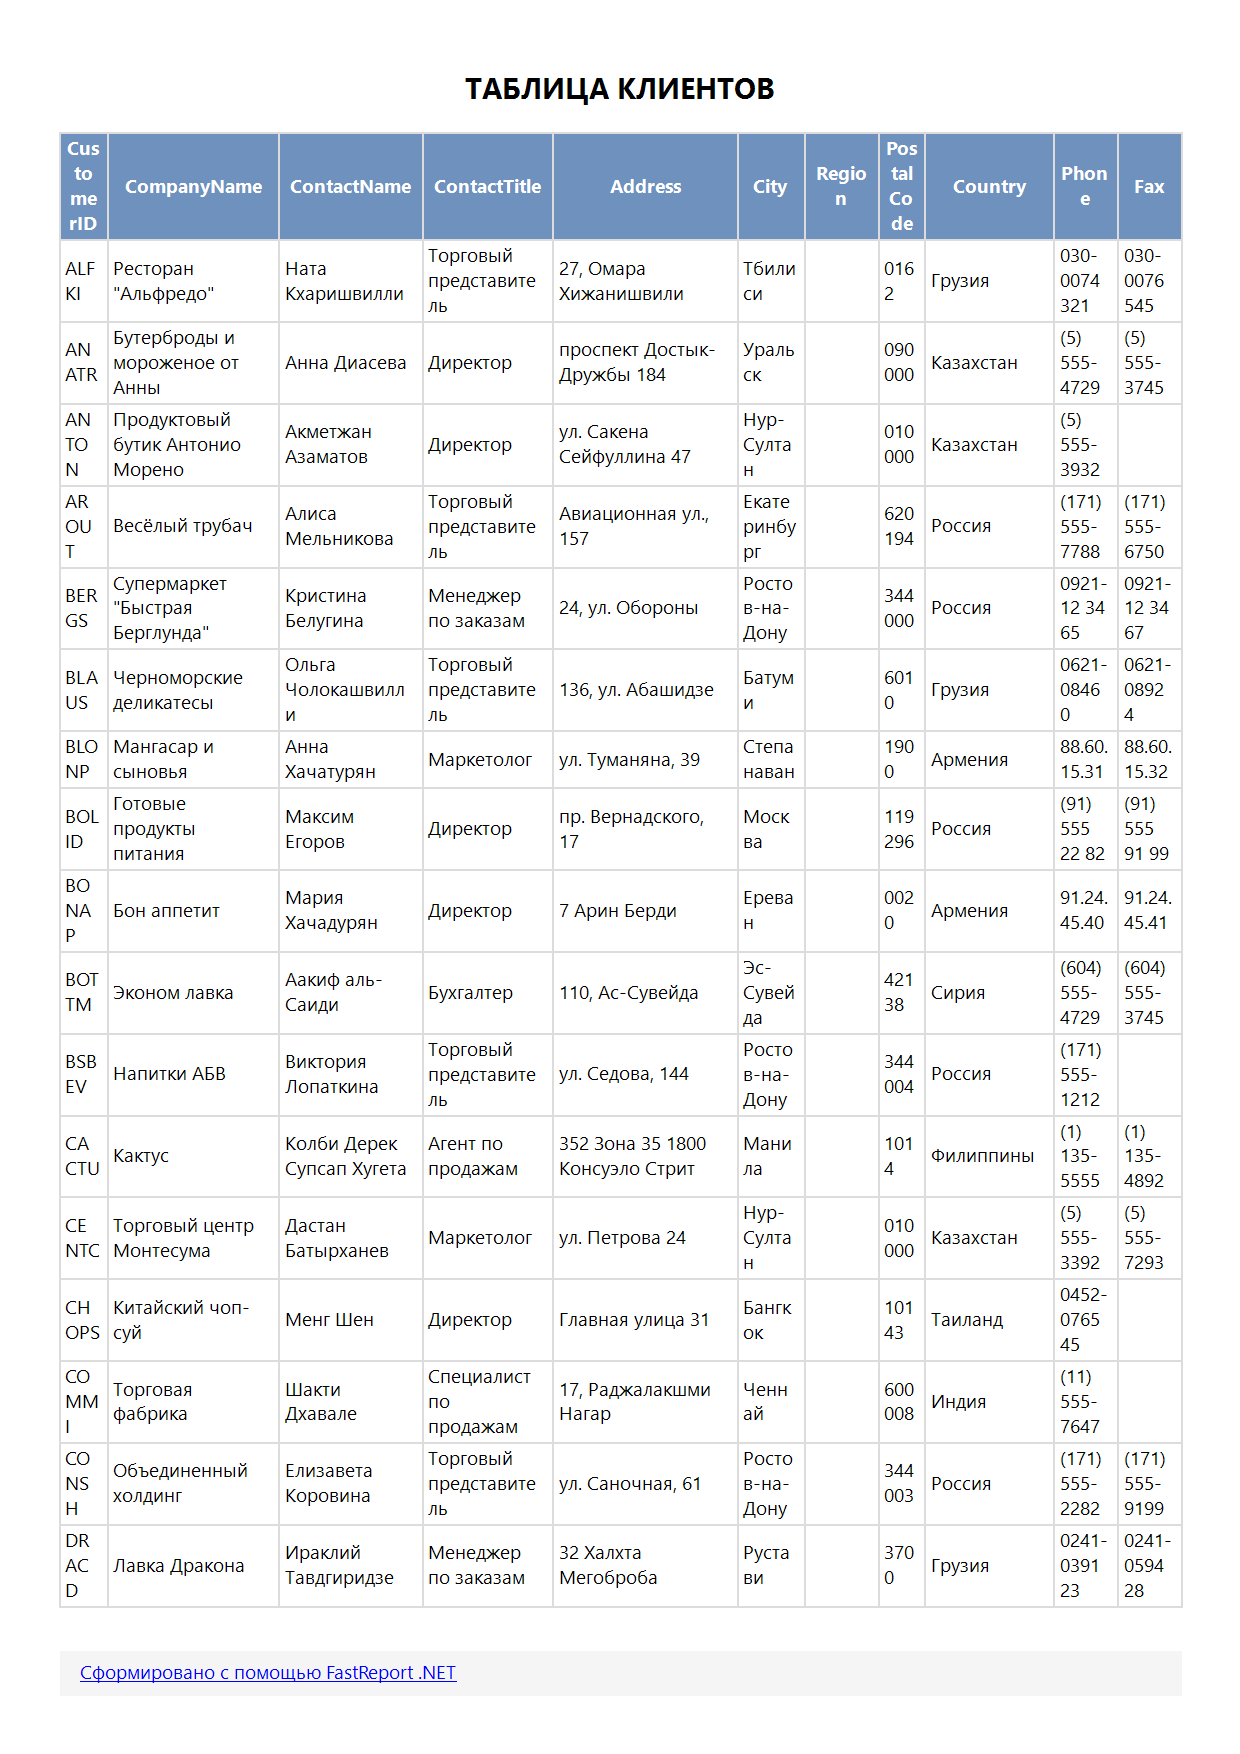 ТАБЛИЦА КЛИЕНТОВ
CustomerID CompanyName ContactName ContactTitle Address City Region PostalCode Country Phone Fax
ALFKI Ресторан "Альфредо" Ната Кхаришвилли Торговый представитель 27, Омара Хижанишвили Тбилиси 0162 Грузия 030-0074321 030-0076545
ANATR Бутерброды и мороженое от Анны Анна Диасева Директор проспект Достык-Дружбы 184 Уральск 090000 Казахстан (5) 555-4729 (5) 555-3745
ANTON Продуктовый бутик Антонио Морено Акметжан Азаматов Директор ул. Сакена Сейфуллина 47 Нур-Султан 010000 Казахстан (5) 555-3932
AROUT Весёлый трубач Алиса Мельникова Торговый представитель Авиационная ул., 157 Екатеринбург 620194 Россия (171) 555-7788 (171) 555-6750
BERGS Супермаркет "Быстрая Берглунда" Кристина Белугина Менеджер по заказам 24, ул. Обороны Ростов-на-Дону 344000 Россия 0921-12 34 65 0921-12 34 67
BLAUS Черноморские деликатесы Ольга Чолокашвилли Торговый представитель 136, ул. Абашидзе Батуми 6010 Грузия 0621-08460 0621-08924
BLONP Мангасар и сыновья Анна Хачатурян Маркетолог ул. Туманяна, 39 Степанаван 1900 Армения 88.60.15.31 88.60.15.32
BOLID Готовые продукты питания Максим Егоров Директор пр. Вернадского, 17 Москва 119296 Россия (91) 555 22 82 (91) 555 91 99
BONAP Бон аппетит Мария Хачадурян Директор 7 Арин Берди Ереван 0020 Армения 91.24.45.40 91.24.45.41
BOTTM Эконом лавка Аакиф аль-Саиди Бухгалтер 110, Ас-Сувейда Эс-Сувейда 42138 Сирия (604) 555-4729 (604) 555-3745
BSBEV Напитки АБВ Виктория Лопаткина Торговый представитель ул. Седова, 144 Ростов-на-Дону 344004 Россия (171) 555-1212
CACTU Кактус Колби Дерек Супсап Хугета Агент по продажам 352 Зона 35 1800 Консуэло Стрит Манила 1014 Филиппины (1) 135-5555 (1) 135-4892
CENTC Торговый центр Монтесума Дастан Батырханев Маркетолог ул. Петрова 24 Нур-Султан 010000 Казахстан (5) 555-3392 (5) 555-7293
CHOPS Китайский чоп-суй Менг Шен Директор Главная улица 31 Бангкок 10143 Таиланд 0452-076545
COMMI Торговая фабрика Шакти Дхавале Специалист по продажам 17, Раджалакшми Нагар Ченнай 600008 Индия (11) 555-7647
CONSH Объединенный холдинг Елизавета Коровина Торговый представитель ул. Саночная, 61 Ростов-на-Дону 344003 Россия (171) 555-2282 (171) 555-9199
DRACD Лавка Дракона Ираклий Тавдгиридзе Менеджер по заказам 32 Халхта Мегоброба Рустави 3700 Грузия 0241-039123 0241-059428
Сформировано с помощью FastReport .NET